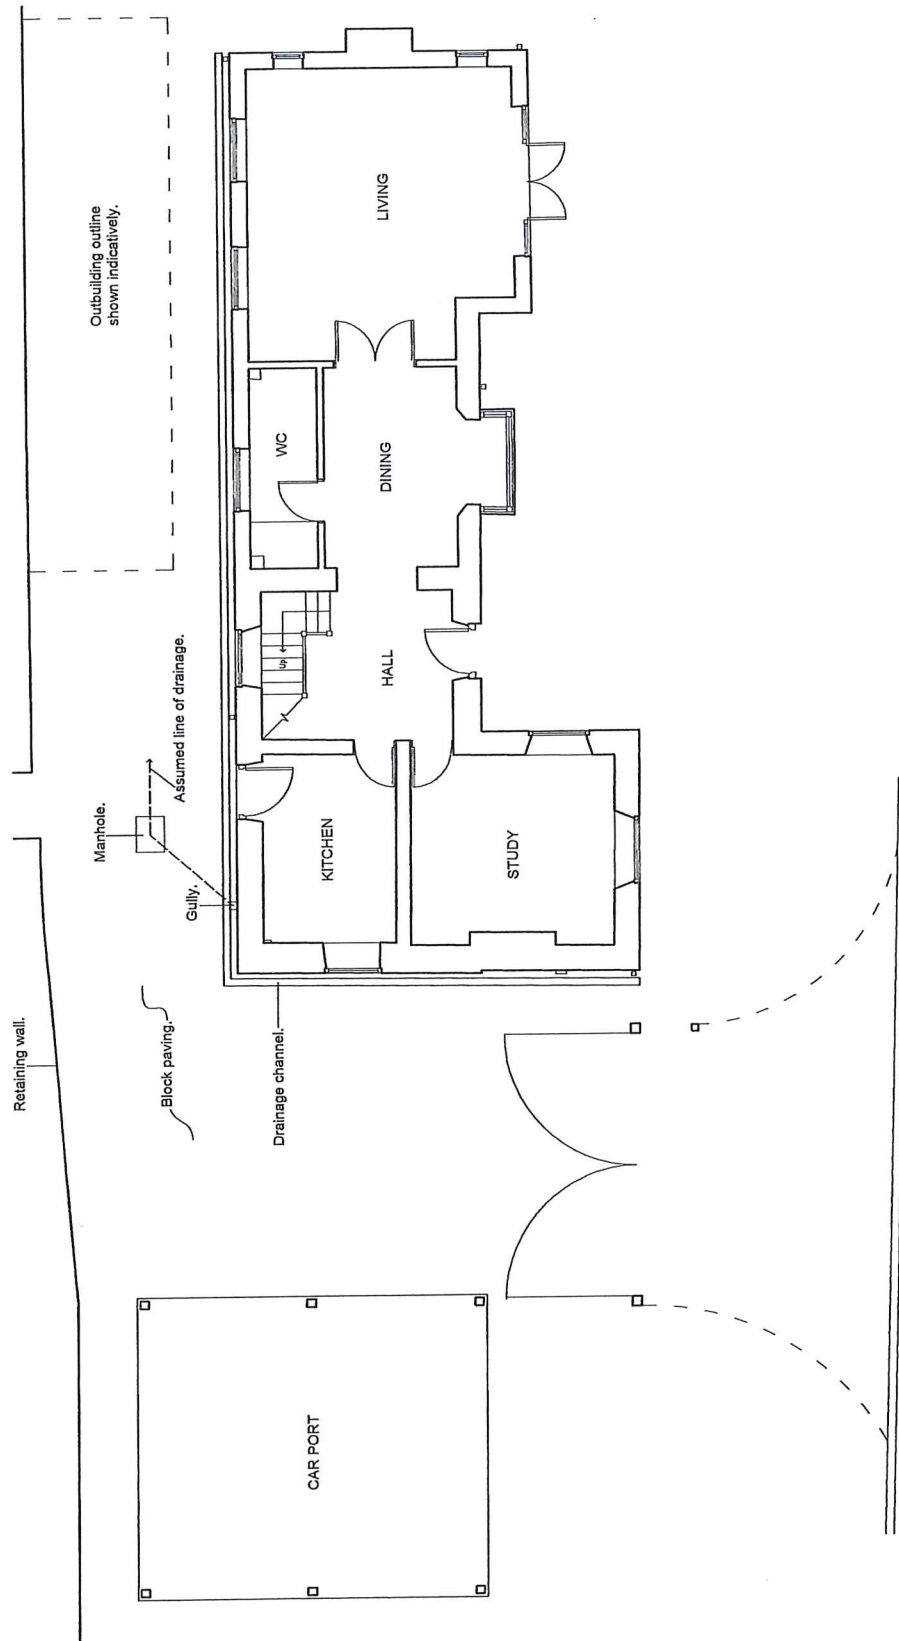 Retaining wall.
Manhole.
Outbuilding outline
shown indicatively.
Block paving.
Gully.
Assumed line of drainage.
Drainage channel.
CAR PORT
KITCHEN
STUDY
Up
HALL
WC
DINING
LIVING